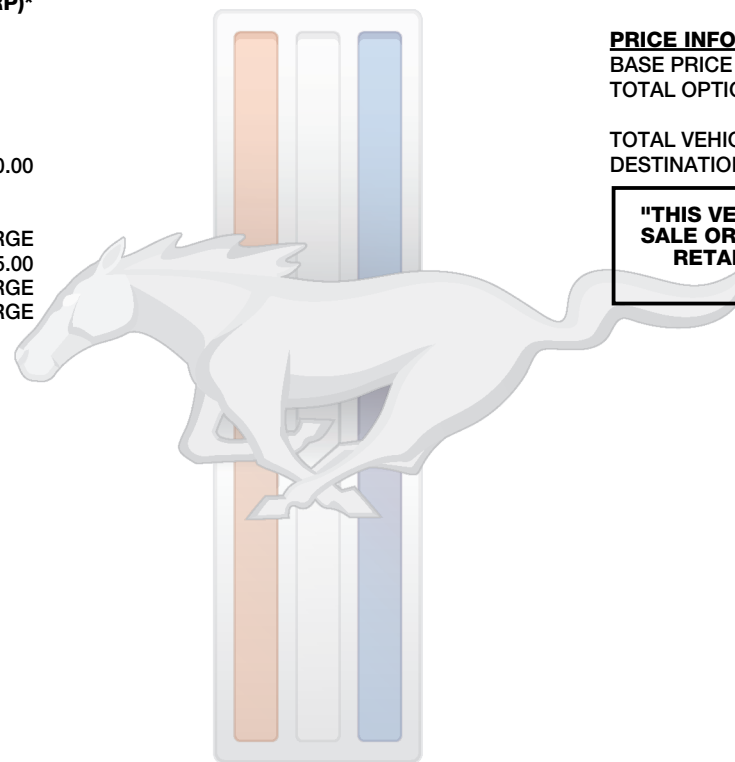 RP)*
0.00
RGE
5.00
RGE
RGE
PRICE INFO
BASE PRICE
TOTAL OPTIO
TOTAL VEHIC
DESTINATION
"THIS VE
SALE OR
RETAI